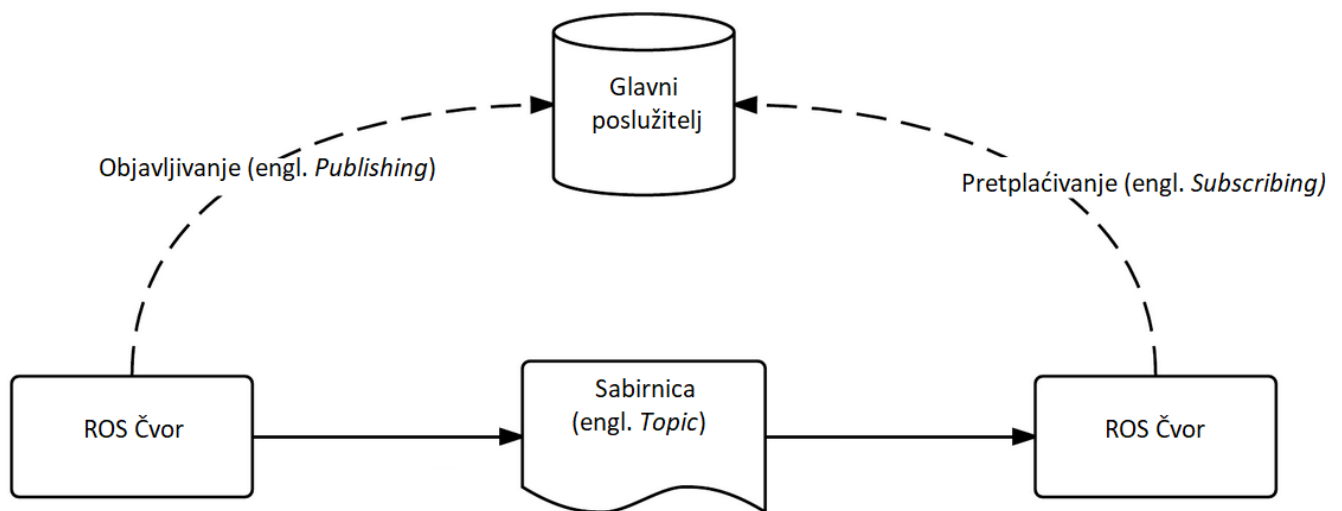 Glavni
poslužitelj
Objavljivanje (engl. Publishing)
Pretplaćivanje (engl. Subscribing)
ROS Čvor
Sabirnica
(engl. Topic)
ROS Čvor